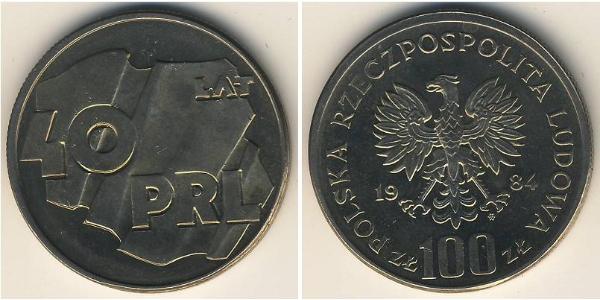 LAT
40
PRL
POLSKA RZECZPOSPOLITA LUDOWA
19 84
ZŁ 100 ZŁ